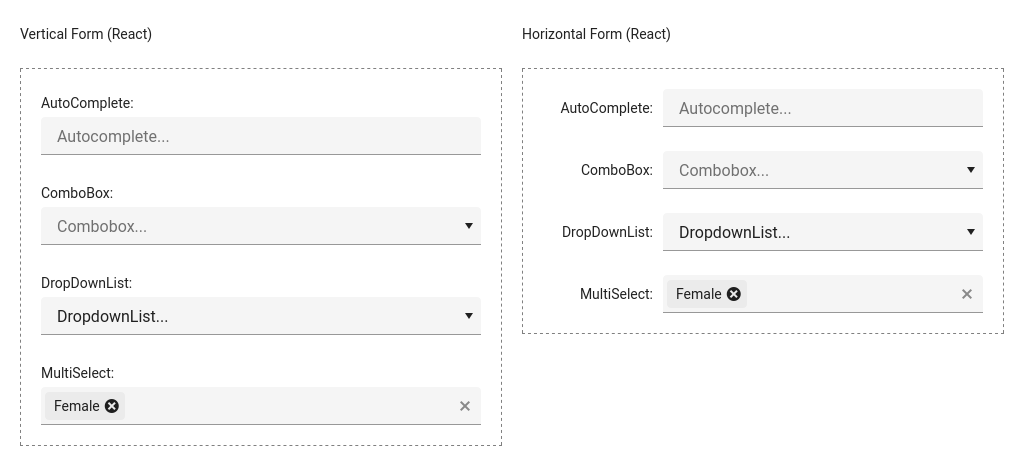 Vertical Form (React)
AutoComplete:
Autocomplete...
ComboBox:
Combobox...
DropDownList:
DropdownList...
MultiSelect:
Female
Horizontal Form (React)
AutoComplete: Autocomplete...
ComboBox: Combobox...
DropDownList: DropdownList...
MultiSelect: Female